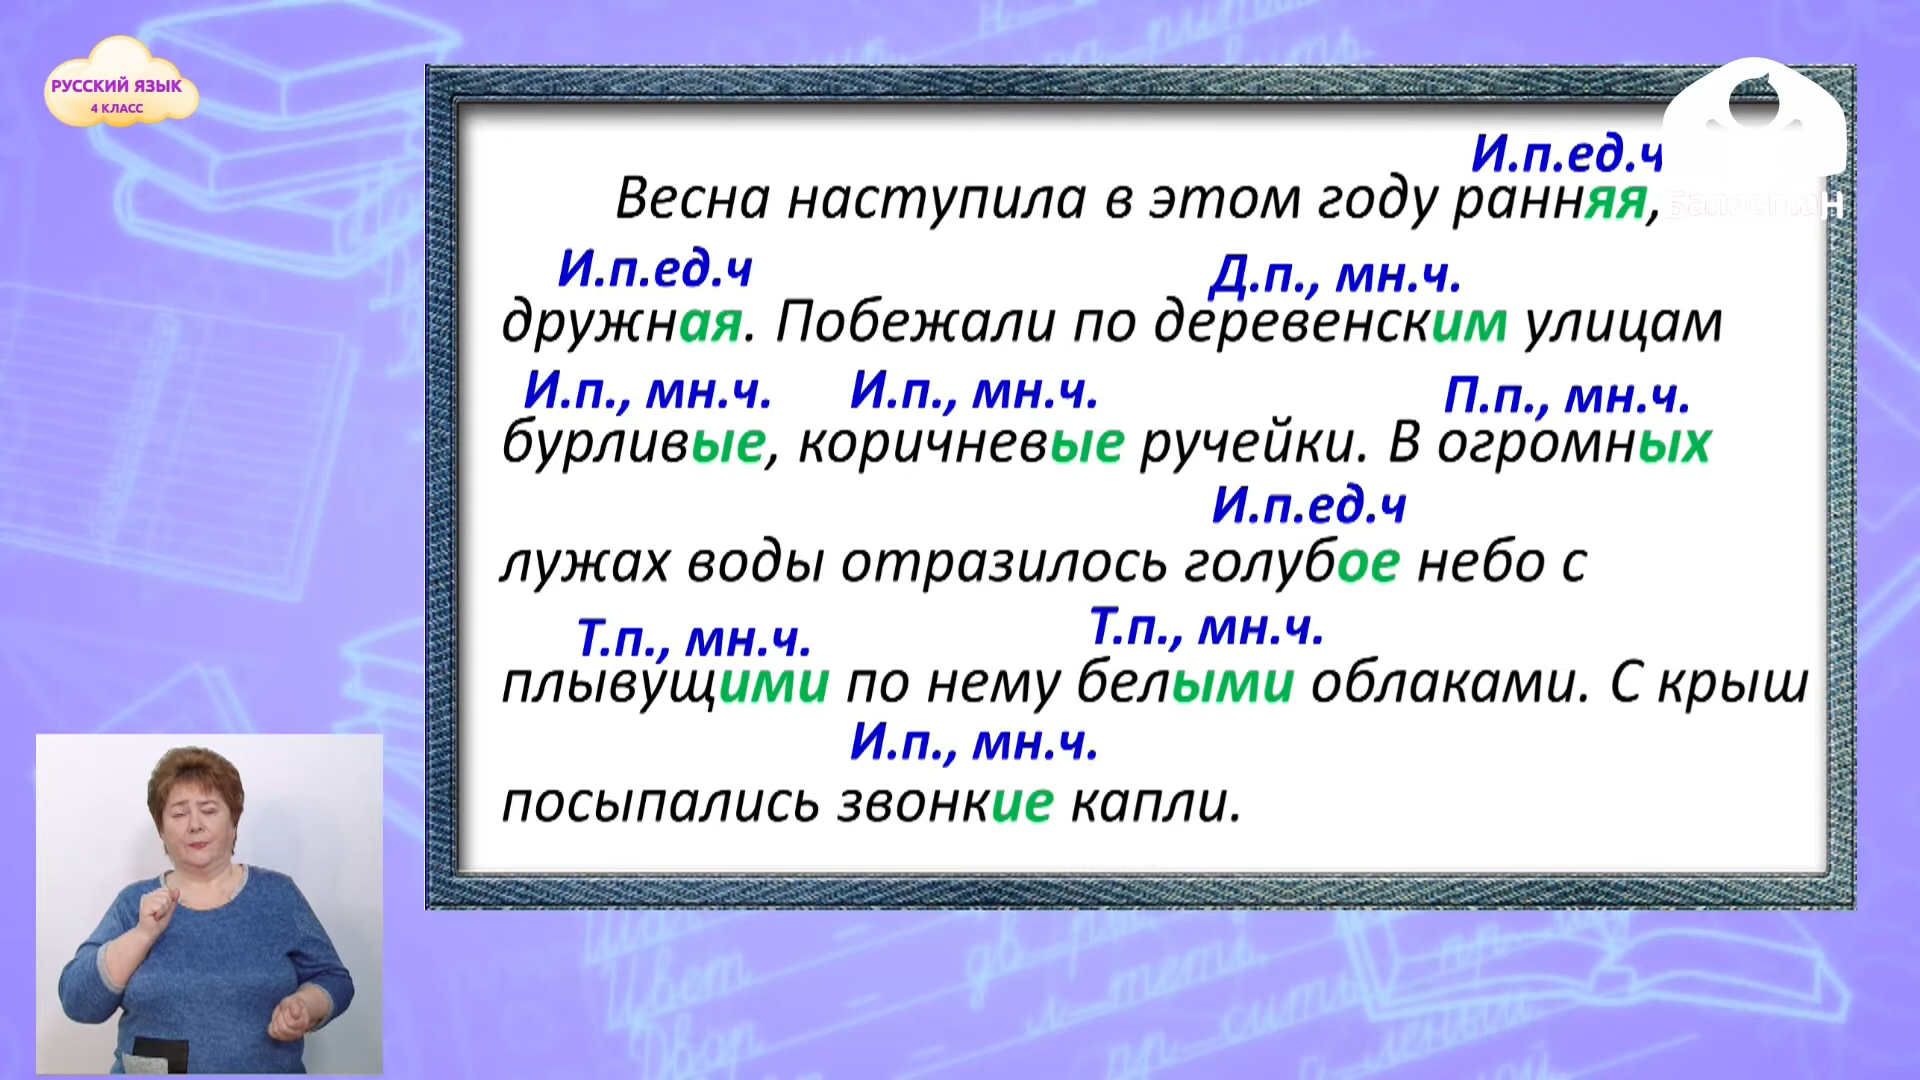 РУССКИЙ ЯЗЫК
4 КЛАСС
И.п.ед.ч
Весна наступила в этом году ранняя,
И.п.ед.ч Д.п., мн.ч.
дружная. Побежали по деревенским улицам
И.п., мн.ч. И.п., мн.ч. П.п., мн.ч.
бурливые, коричневые ручейки. В огромных
И.п.ед.ч
лужах воды отразилось голубое небо с
Т.п., мн.ч. Т.п., мн.ч.
плывущими по нему белыми облаками. С крыш
И.п., мн.ч.
посыпались звонкие капли.
Цвет
Двор